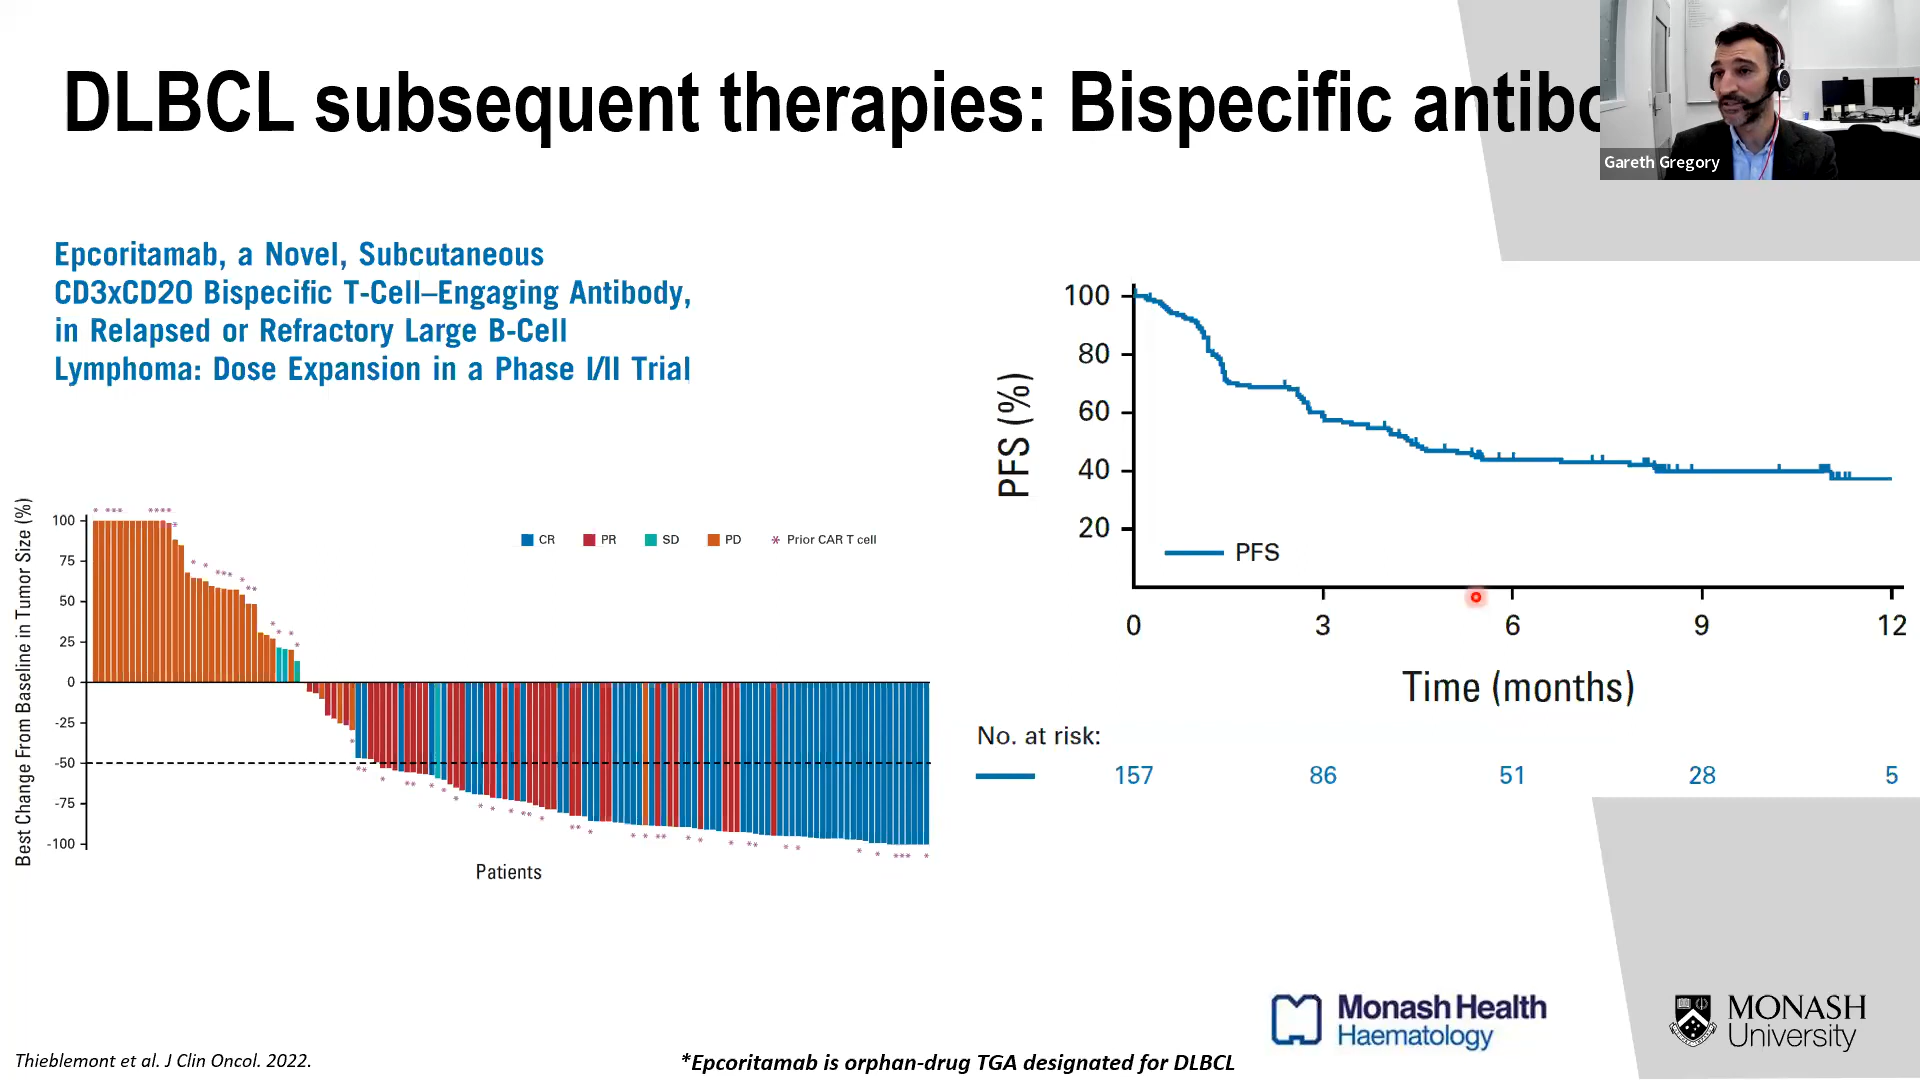 DLBCL subsequent therapies: Bispecific antibo
Gareth Gregory
Epcoritamab, a Novel, Subcutaneous
CD3xCD20 Bispecific T-Cell–Engaging Antibody,
in Relapsed or Refractory Large B-Cell
Lymphoma: Dose Expansion in a Phase I/II Trial
Best Change From Baseline in Tumor Size (%)
100
75
50
25
0
-25
-50
-75
-100
CR PR SD PD * Prior CAR T cell
Patients
PFS (%)
100
80
60
40
20
PFS
0 3 6 9 12
Time (months)
No. at risk:
157 86 51 28 5
Monash Health
Haematology
MONASH
University
Thieblemont et al. J Clin Oncol. 2022.
*Epcoritamab is orphan-drug TGA designated for DLBCL